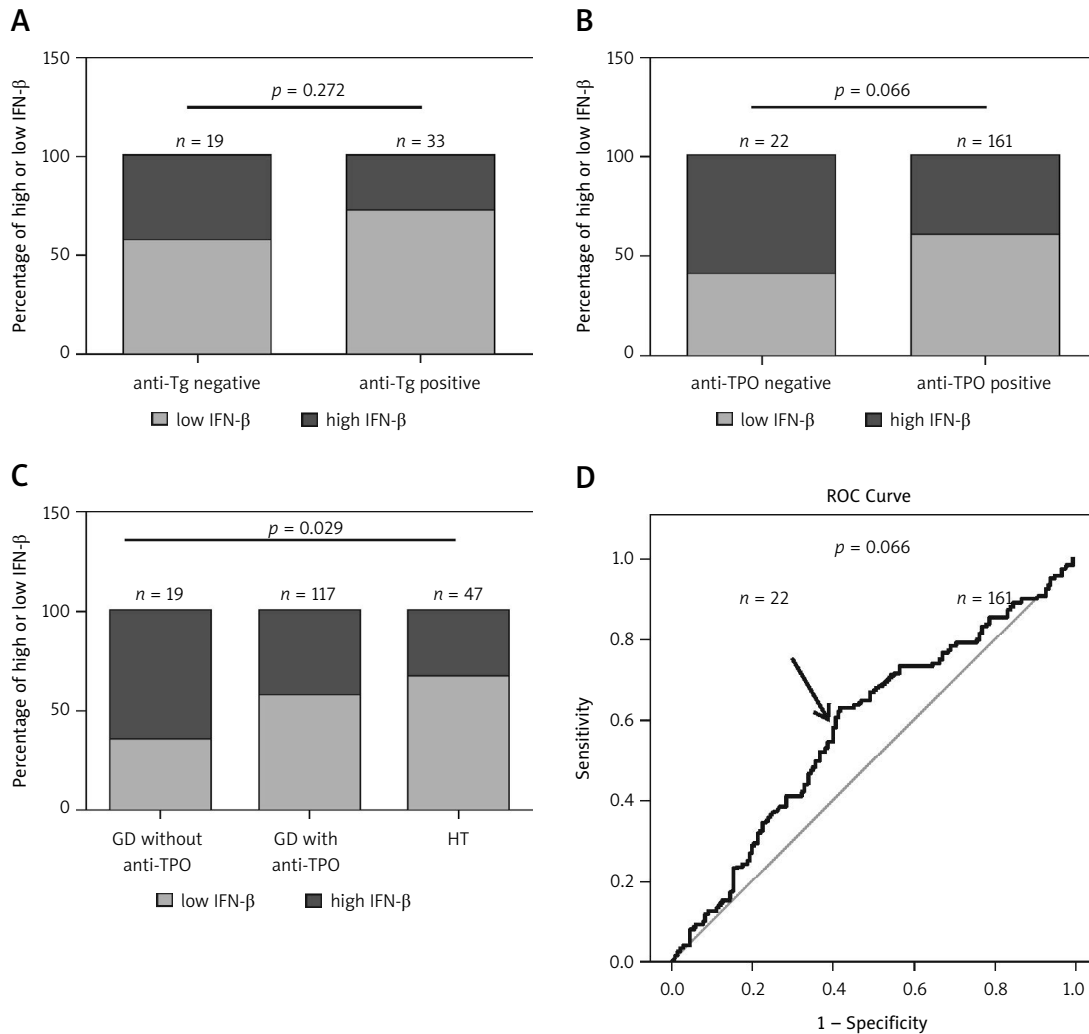 A
Percentage of high or low IFN-β
150
100
50
0
p = 0.272
n = 19
n = 33
anti-Tg negative
anti-Tg positive
low IFN-β
high IFN-β
B
Percentage of high or low IFN-β
150
100
50
0
p = 0.066
n = 22
n = 161
anti-TPO negative
anti-TPO positive
low IFN-β
high IFN-β
C
Percentage of high or low IFN-β
150
100
50
0
p = 0.029
n = 19
n = 117
n = 47
GD without
anti-TPO
GD with
anti-TPO
HT
low IFN-β
high IFN-β
D
ROC Curve
Sensitivity
1.0
0.8
0.6
0.4
0.2
0.0
p = 0.066
n = 22
n = 161
0.0
0.2
0.4
0.6
0.8
1.0
1 – Specificity